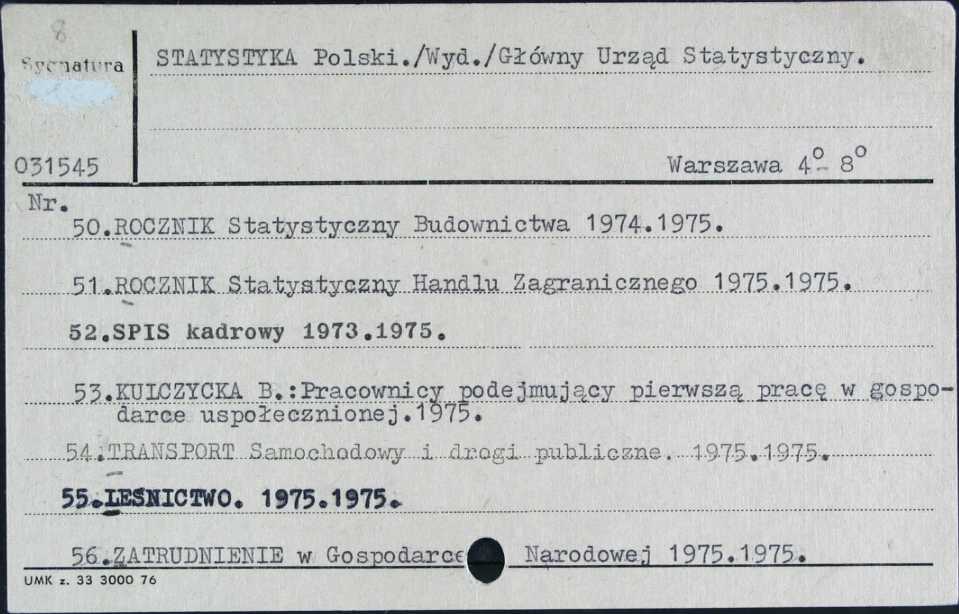 8
Sygnatura
STATYSTYKA Polski./Wyd./Główny Urząd Statystyczny.
031545
Warszawa 4° - 8°
Nr.
50.ROCZNIK Statystyczny Budownictwa 1974.1975.
51.ROCZNIK Statystyczny Handlu Zagranicznego 1975.1975.
52.SPIS kadrowy 1973.1975.
53.KULCZYCKA B.:Pracownicy podejmujący pierwszą pracę w gospo-
darce uspołecznionej.1975.
54.TRANSPORT Samochodowy i drogi publiczne. 1975.1975.
55.LEŚNICTWO. 1975.1975.
56.ZATRUDNIENIE w Gospodarce Narodowej 1975.1975.
UMK z. 33 3000 76